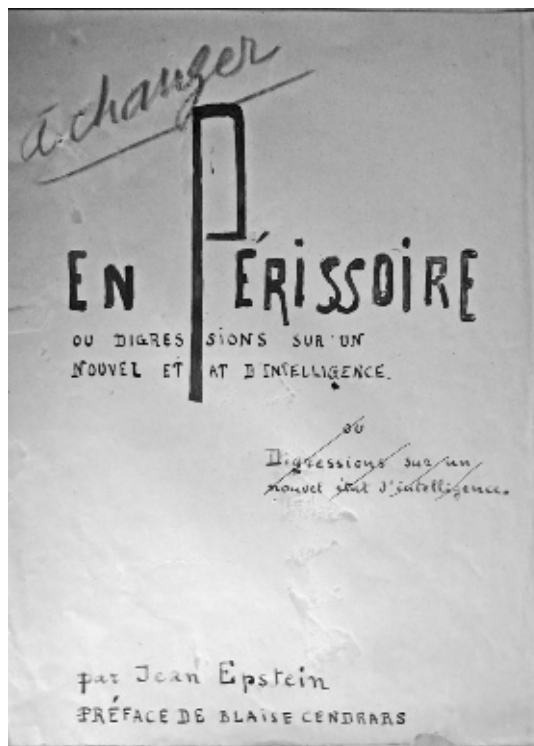 à changer
EN PÉRISSOIRE
OU DIGRESSIONS SUR UN
NOUVEL ETAT D'INTELLIGENCE.
ou
Digressions sur un
nouvel état d'intelligence.
par Jean Epstein
PRÉFACE DE BLAISE CENDRARS